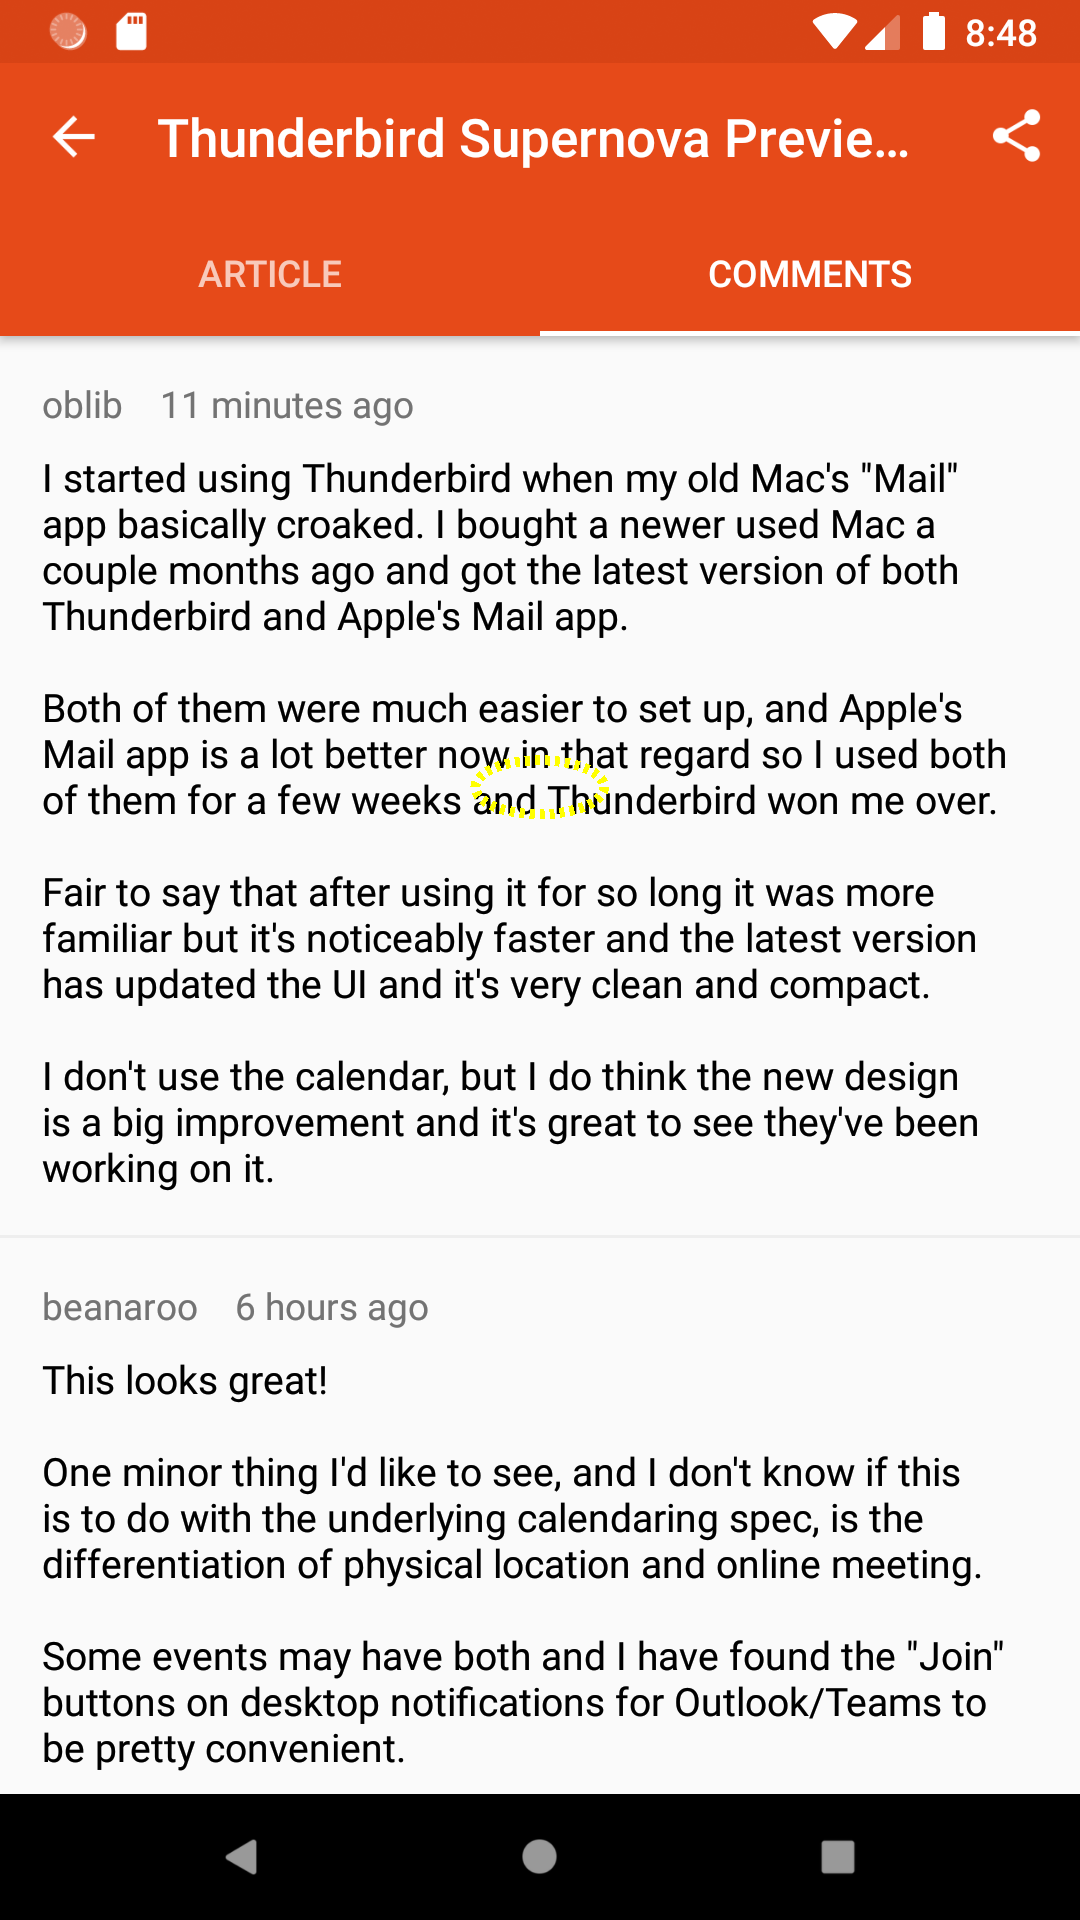 8:48
Thunderbird Supernova Previe...
ARTICLE
COMMENTS
oblib 11 minutes ago
I started using Thunderbird when my old Mac's "Mail"
app basically croaked. I bought a newer used Mac a
couple months ago and got the latest version of both
Thunderbird and Apple's Mail app.
Both of them were much easier to set up, and Apple's
Mail app is a lot better now in that regard so I used both
of them for a few weeks and Thunderbird won me over.
Fair to say that after using it for so long it was more
familiar but it's noticeably faster and the latest version
has updated the UI and it's very clean and compact.
I don't use the calendar, but I do think the new design
is a big improvement and it's great to see they've been
working on it.
beanaroo 6 hours ago
This looks great!
One minor thing I'd like to see, and I don't know if this
is to do with the underlying calendaring spec, is the
differentiation of physical location and online meeting.
Some events may have both and I have found the "Join"
buttons on desktop notifications for Outlook/Teams to
be pretty convenient.